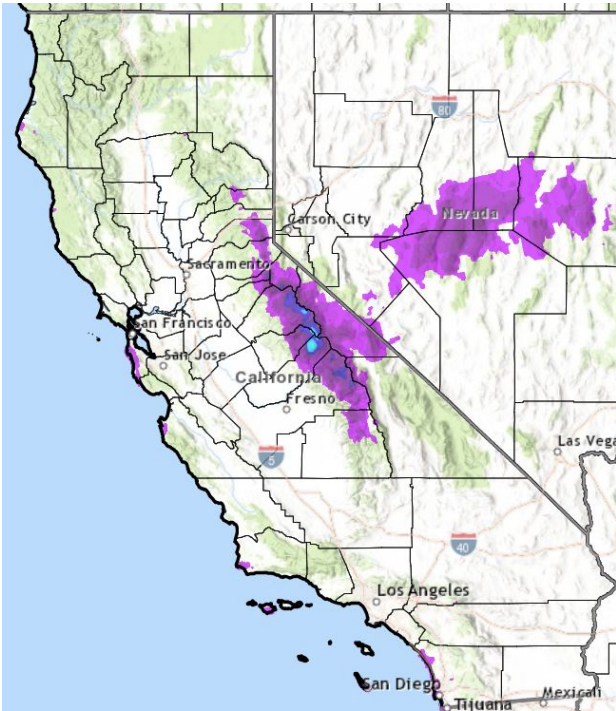 80
Nevada
Carson City
Sacramento
San Francisco
San Jose
California
Fresno
5
Las Vega
40
Los Angeles
San Diego
Tijuana
Mexicali